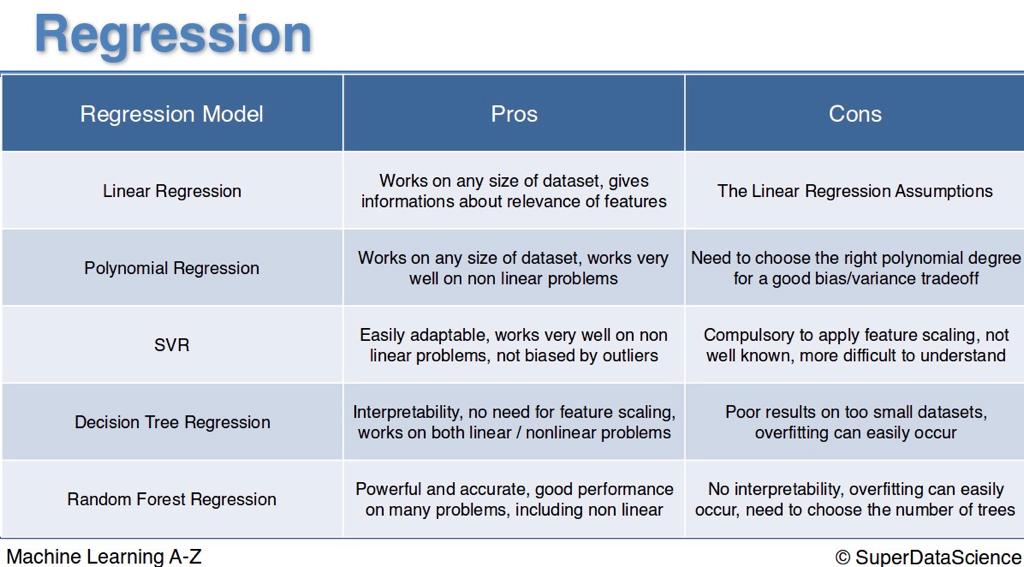 Regression
Regression Model
Pros
Cons
Linear Regression
Works on any size of dataset, gives
informations about relevance of features
The Linear Regression Assumptions
Polynomial Regression
Works on any size of dataset, works very
well on non linear problems
Need to choose the right polynomial degree
for a good bias/variance tradeoff
SVR
Easily adaptable, works very well on non
linear problems, not biased by outliers
Compulsory to apply feature scaling, not
well known, more difficult to understand
Decision Tree Regression
Interpretability, no need for feature scaling,
works on both linear / nonlinear problems
Poor results on too small datasets,
overfitting can easily occur
Random Forest Regression
Powerful and accurate, good performance
on many problems, including non linear
No interpretability, overfitting can easily
occur, need to choose the number of trees
Machine Learning A-Z
© SuperDataScience